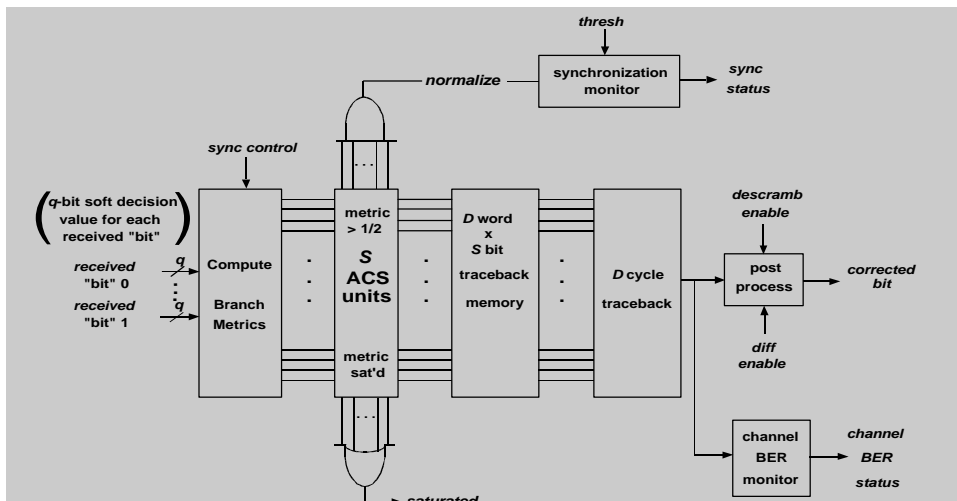 thresh
normalize
synchronization
monitor
sync
status
sync control
q-bit soft decision
value for each
received "bit"
received
"bit" 0
q
received
"bit" 1
q
Compute
Branch
Metrics
metric
> 1/2
S
ACS
units
metric
sat'd
D word
x
S bit
traceback
memory
D cycle
traceback
descramb
enable
post
process
corrected
bit
diff
enable
channel
BER
monitor
channel
BER
status
saturated